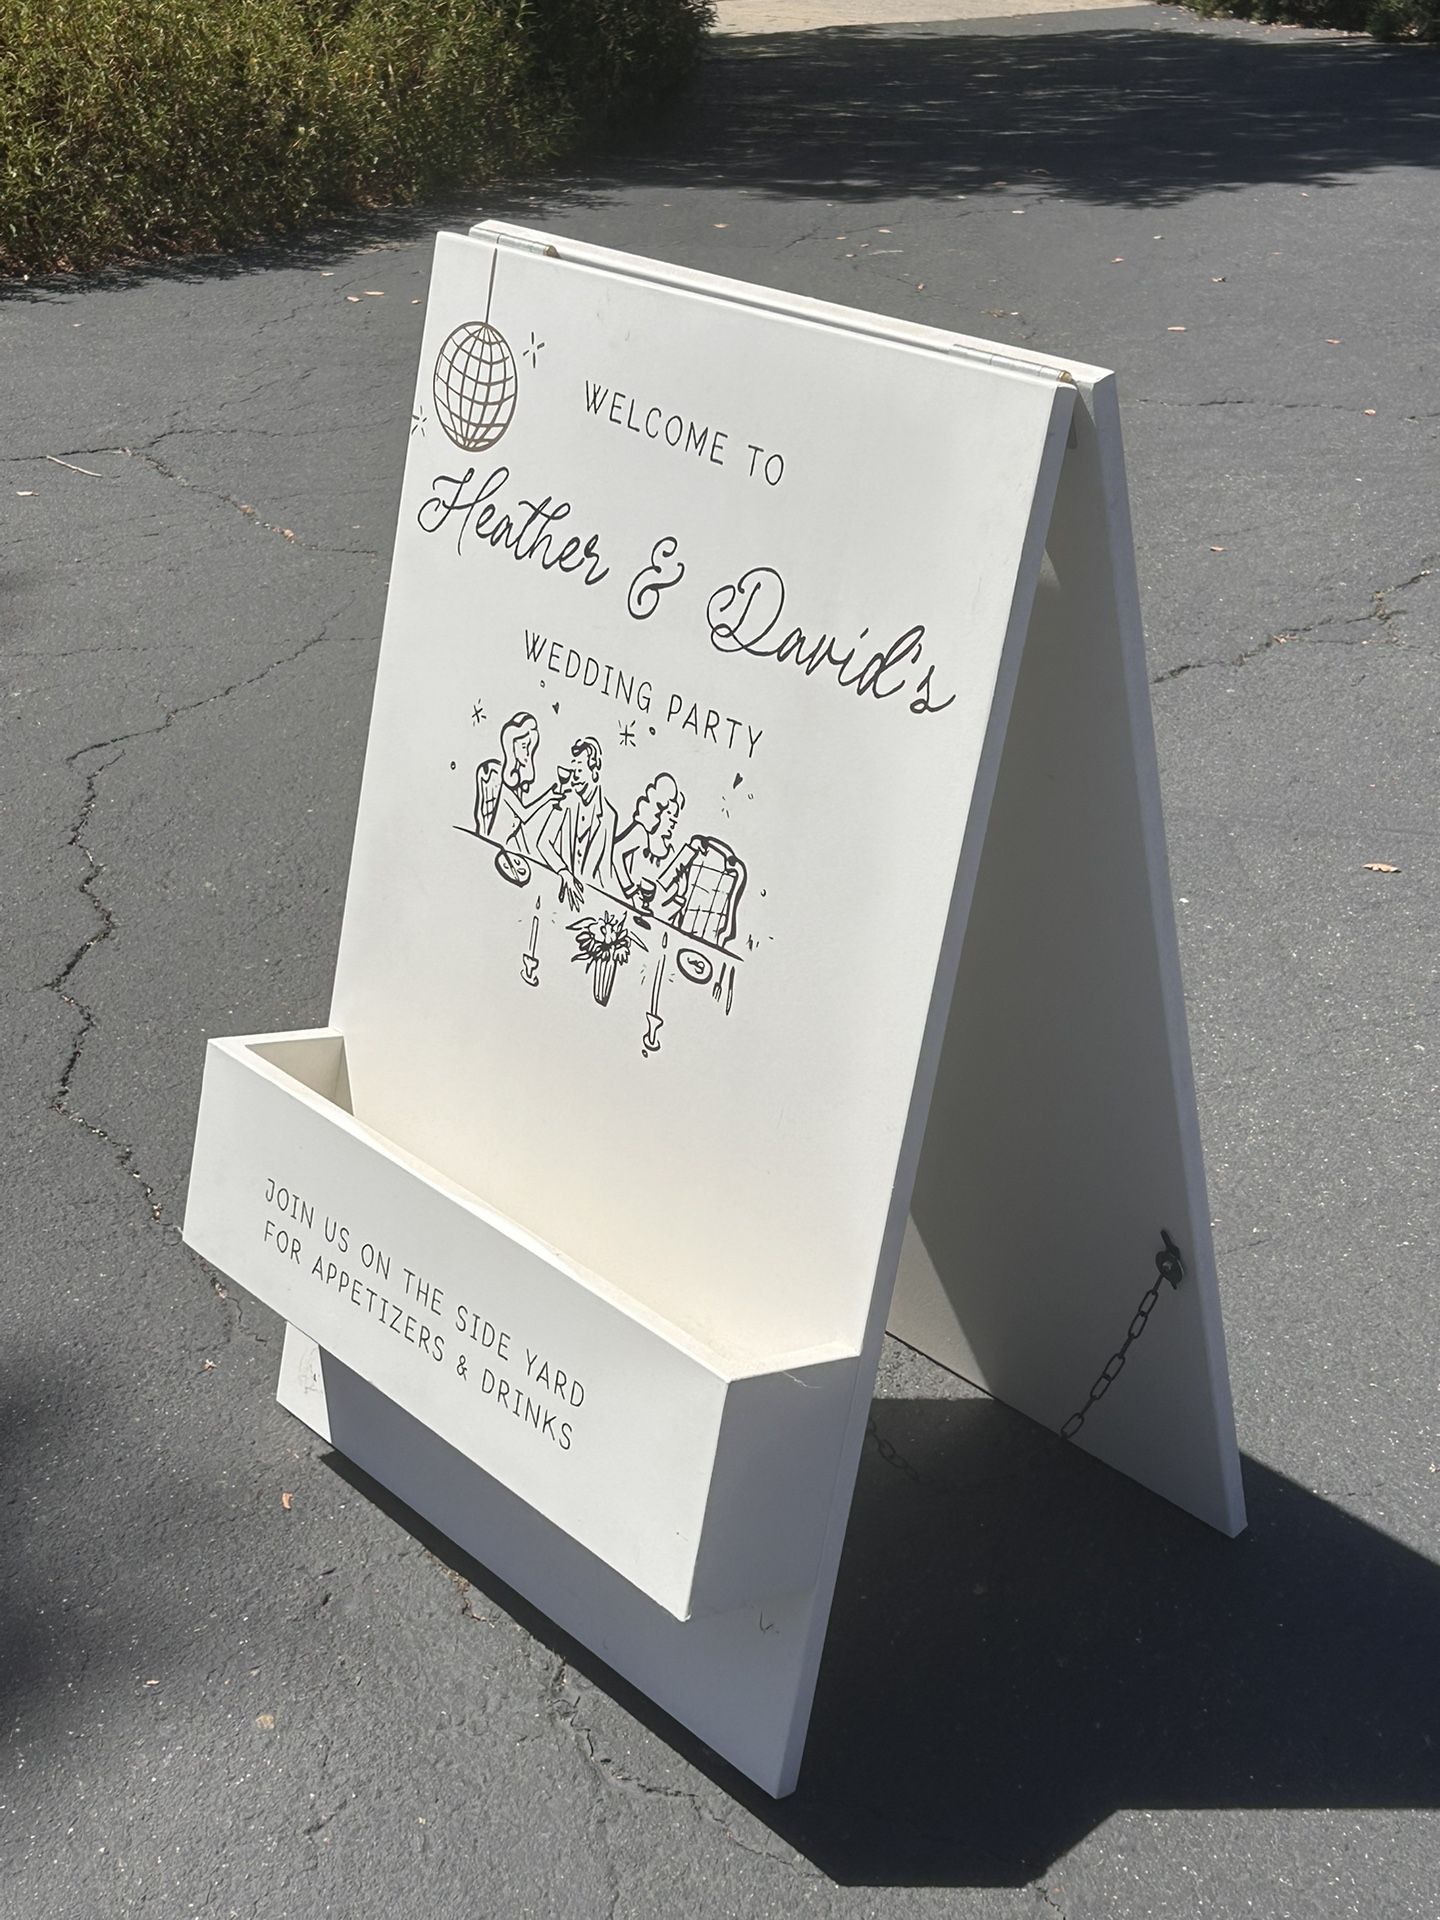 WELCOME TO
Heather & David's
WEDDING PARTY
JOIN US ON THE SIDE YARD
FOR APPETIZERS & DRINKS